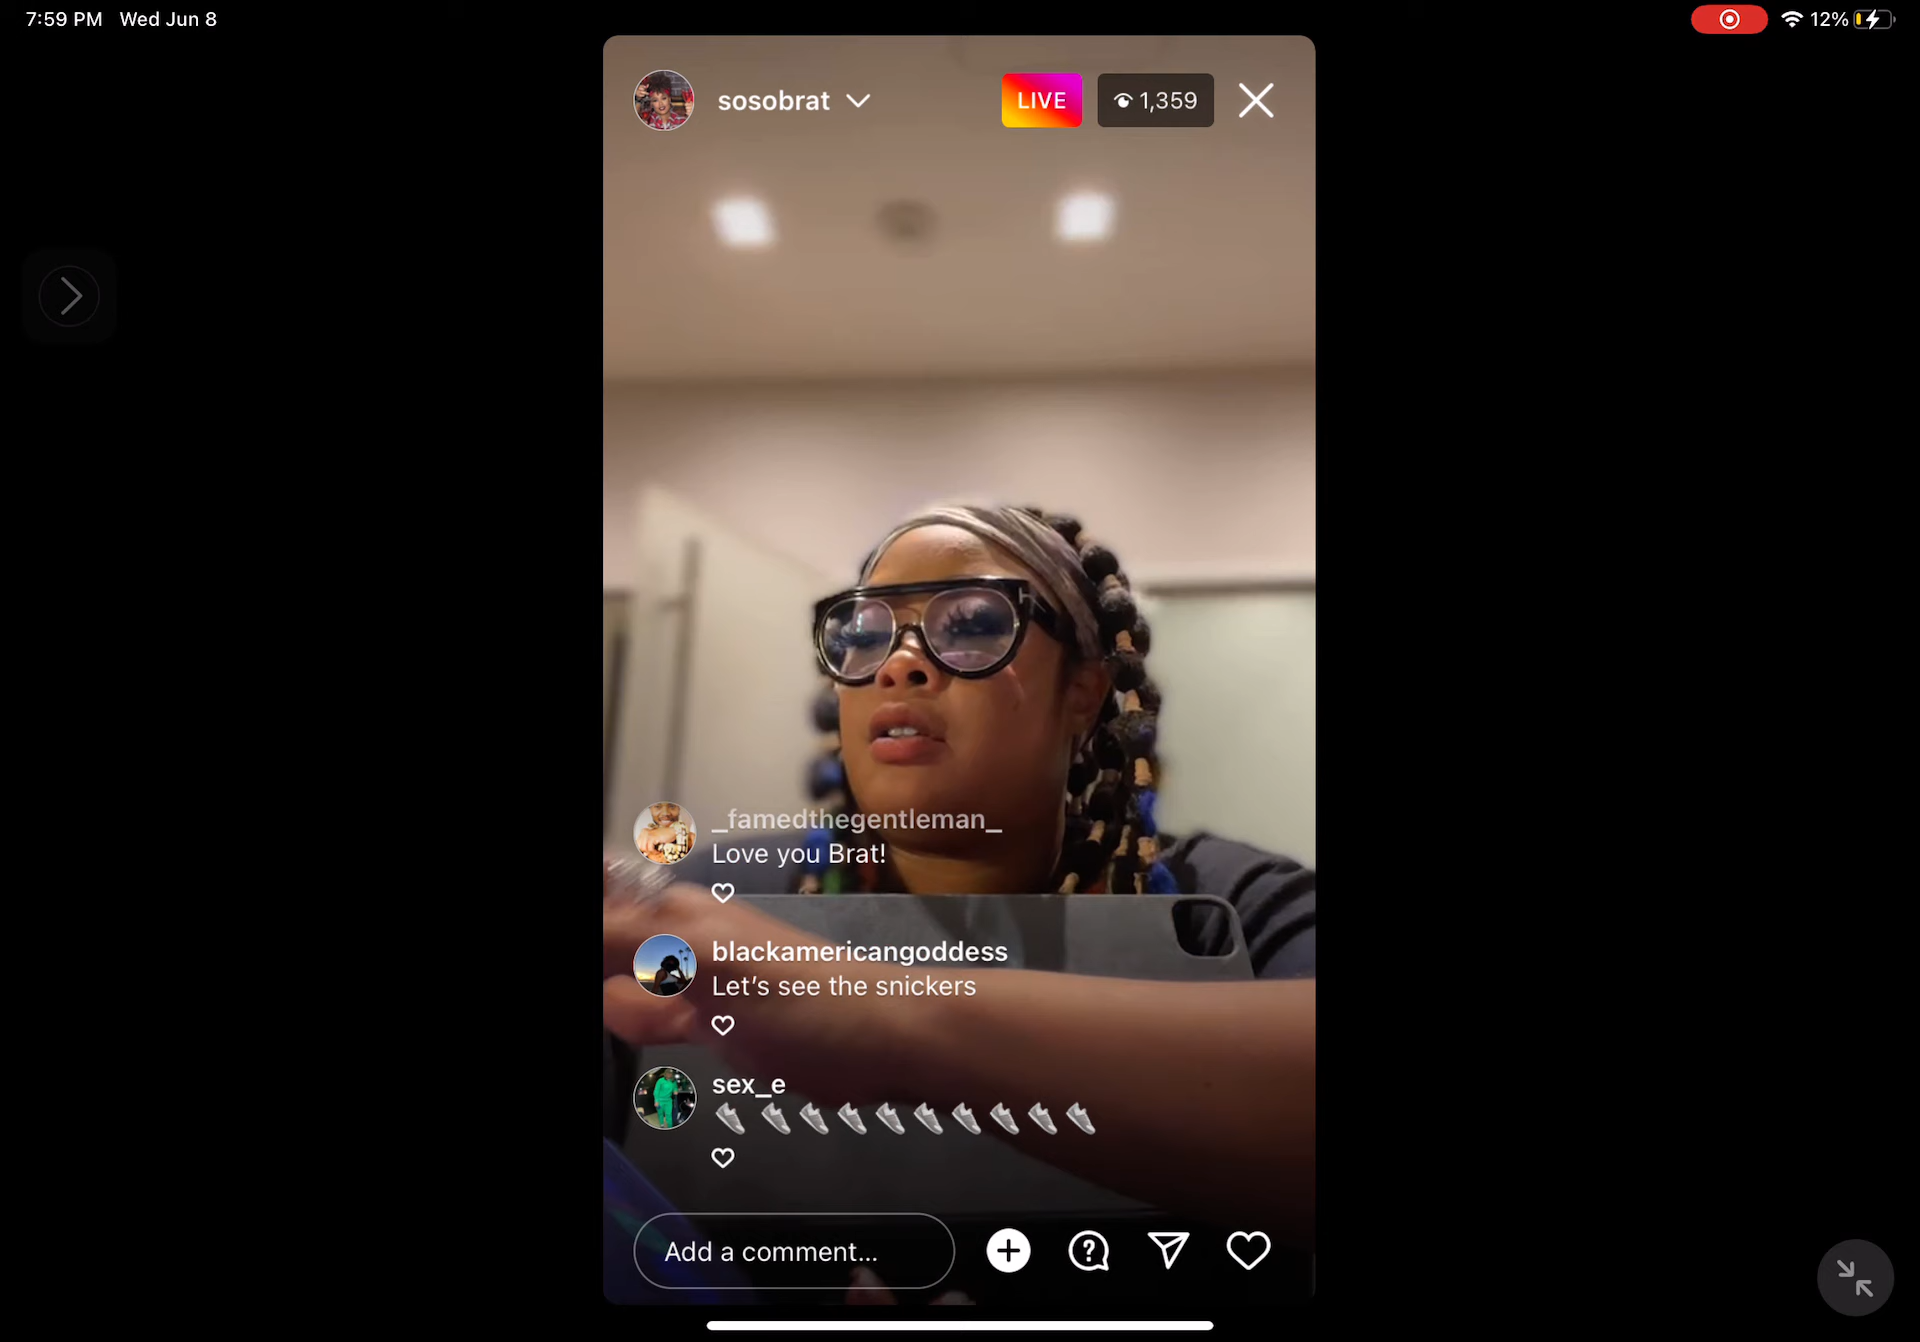 7:59 PM Wed Jun 8
12%
sosobrat
LIVE
1,359
_famedthegentleman_
Love you Brat!
blackamericangoddess
Let’s see the snickers
sex_e
Add a comment...